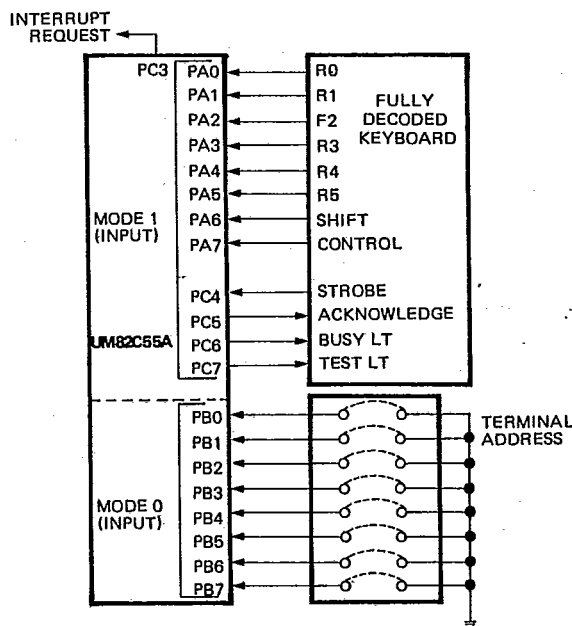 INTERRUPT
REQUEST
PC3
PA0
R0
PA1
R1
FULLY
DECODED
KEYBOARD
PA2
F2
PA3
R3
PA4
R4
PA5
R5
MODE 1
(INPUT)
PA6
SHIFT
PA7
CONTROL
PC4
STROBE
PC5
ACKNOWLEDGE
UM82C55A
PC6
BUSY LT
PC7
TEST LT
PB0
TERMINAL
ADDRESS
PB1
PB2
PB3
MODE 0
(INPUT)
PB4
PB5
PB6
PB7